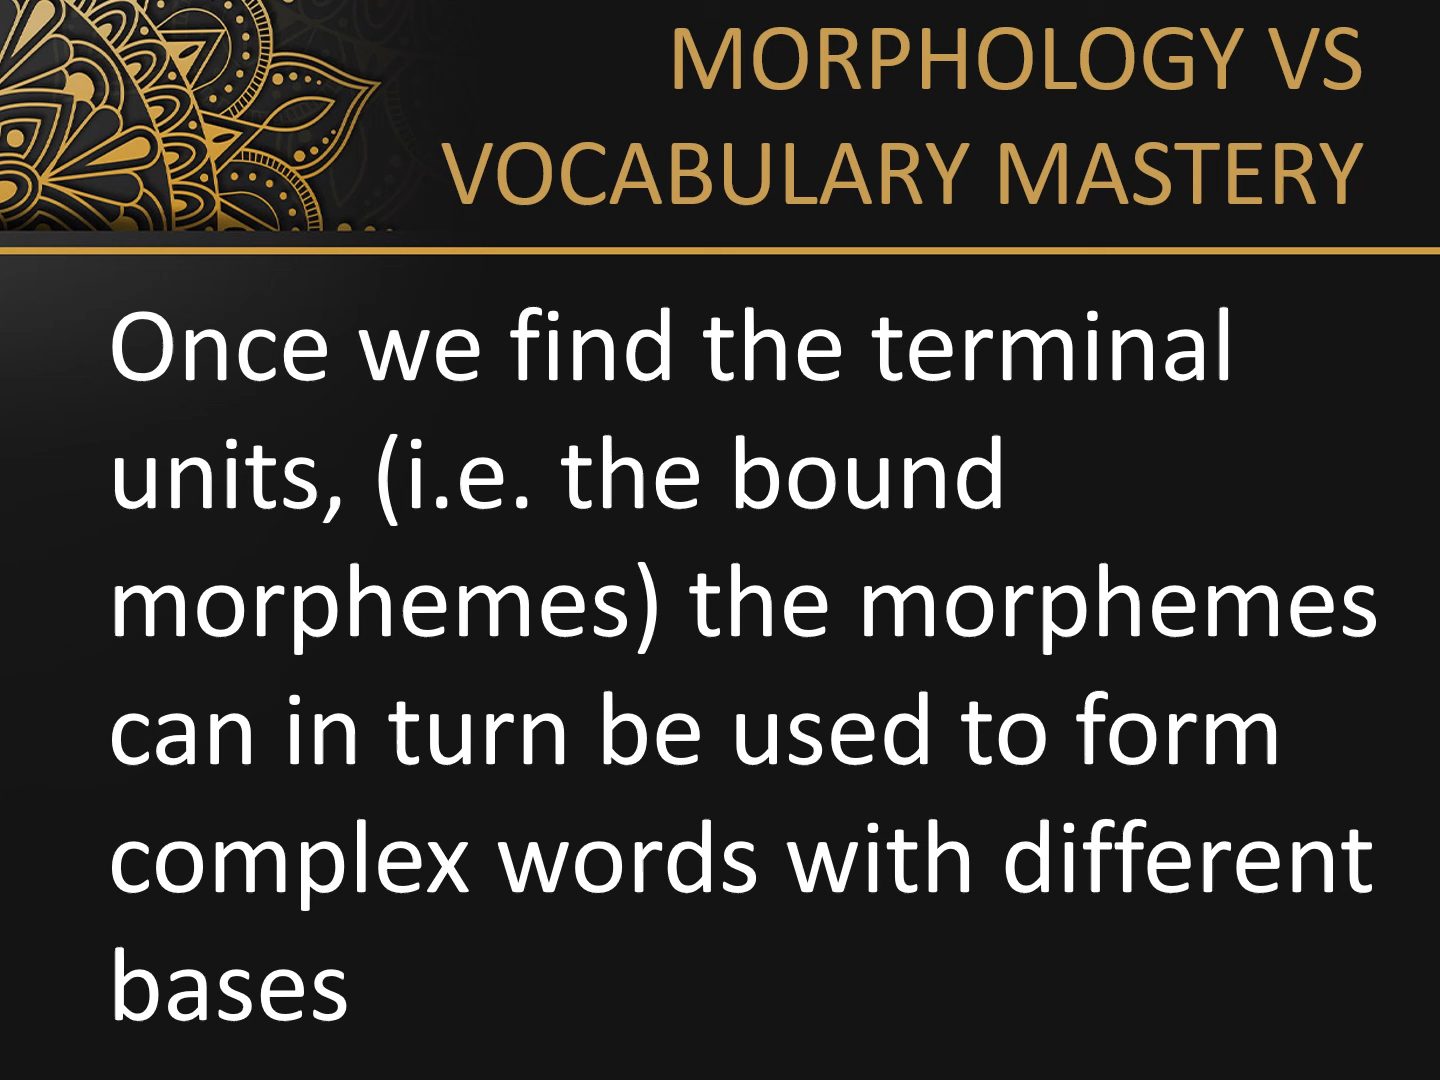 MORPHOLOGY VS
VOCABULARY MASTERY
Once we find the terminal
units, (i.e. the bound
morphemes) the morphemes
can in turn be used to form
complex words with different
bases